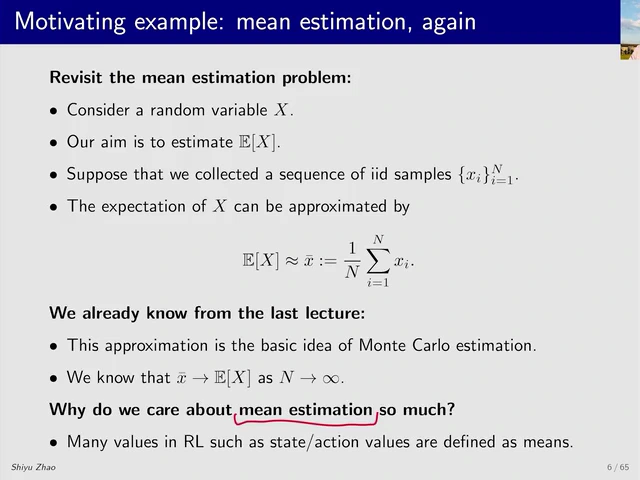 Motivating example: mean estimation, again
Revisit the mean estimation problem:
• Consider a random variable X.
• Our aim is to estimate 𝔼[X].
• Suppose that we collected a sequence of iid samples {x_i}_{i=1}^N.
• The expectation of X can be approximated by
𝔼[X] ≈ x̄ := \frac{1}{N} \sum_{i=1}^{N} x_i.
We already know from the last lecture:
• This approximation is the basic idea of Monte Carlo estimation.
• We know that x̄ → 𝔼[X] as N → ∞.
Why do we care about mean estimation so much?
• Many values in RL such as state/action values are defined as means.
Shiyu Zhao 6 / 65